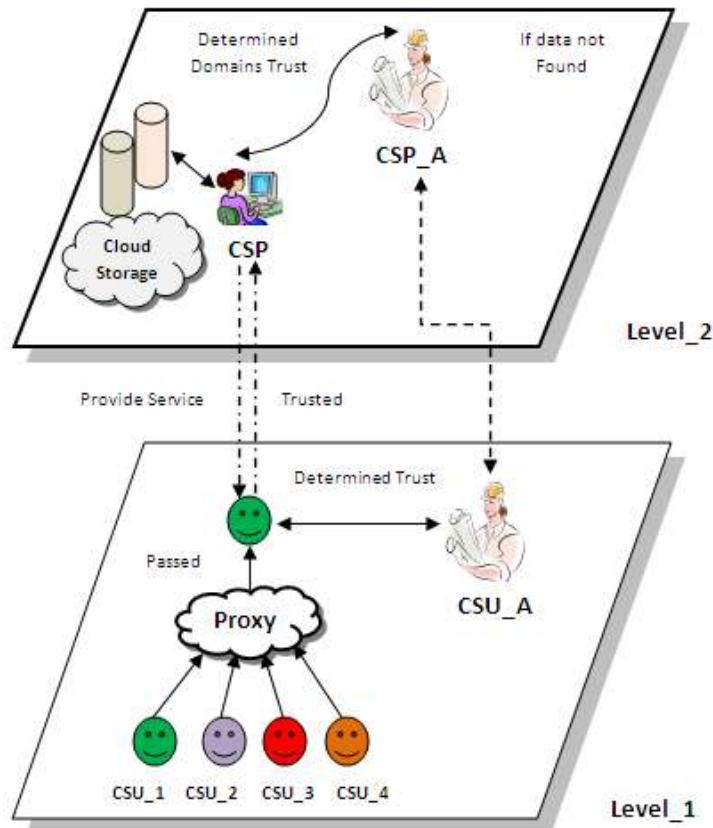 Determined
Domains Trust
If data not
Found
CSP_A
CSP
Cloud
Storage
Level_2
Provide Service
Trusted
Determined Trust
Passed
CSU_A
Proxy
CSU_1
CSU_2
CSU_3
CSU_4
Level_1